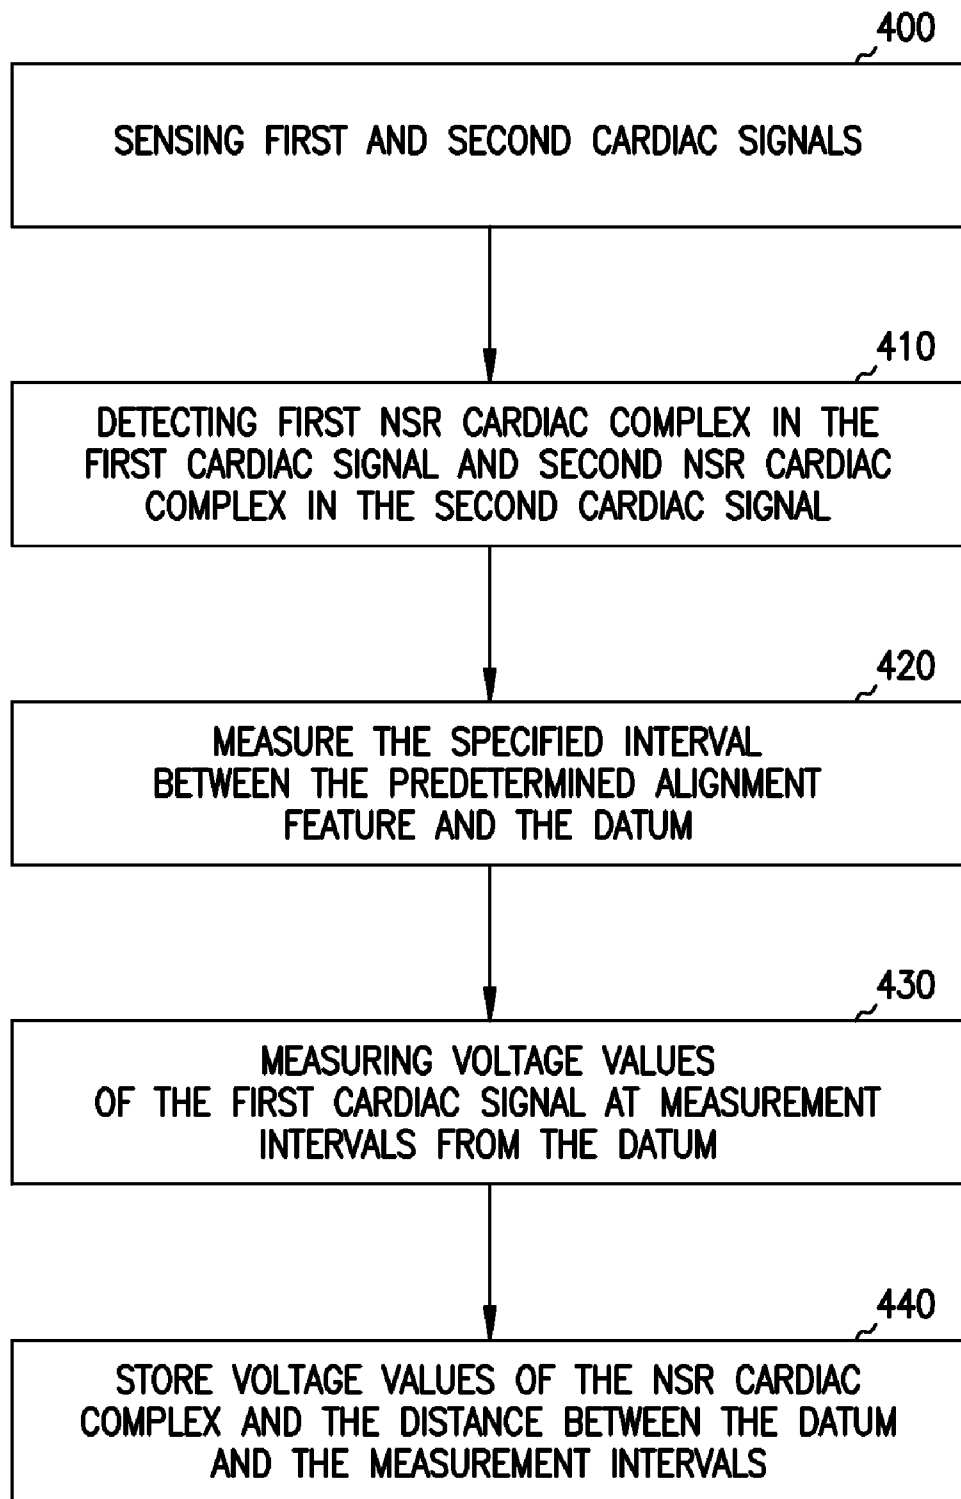 400
SENSING FIRST AND SECOND CARDIAC SIGNALS
410
DETECTING FIRST NSR CARDIAC COMPLEX IN THE
FIRST CARDIAC SIGNAL AND SECOND NSR CARDIAC
COMPLEX IN THE SECOND CARDIAC SIGNAL
420
MEASURE THE SPECIFIED INTERVAL
BETWEEN THE PREDETERMINED ALIGNMENT
FEATURE AND THE DATUM
430
MEASURING VOLTAGE VALUES
OF THE FIRST CARDIAC SIGNAL AT MEASUREMENT
INTERVALS FROM THE DATUM
440
STORE VOLTAGE VALUES OF THE NSR CARDIAC
COMPLEX AND THE DISTANCE BETWEEN THE DATUM
AND THE MEASUREMENT INTERVALS